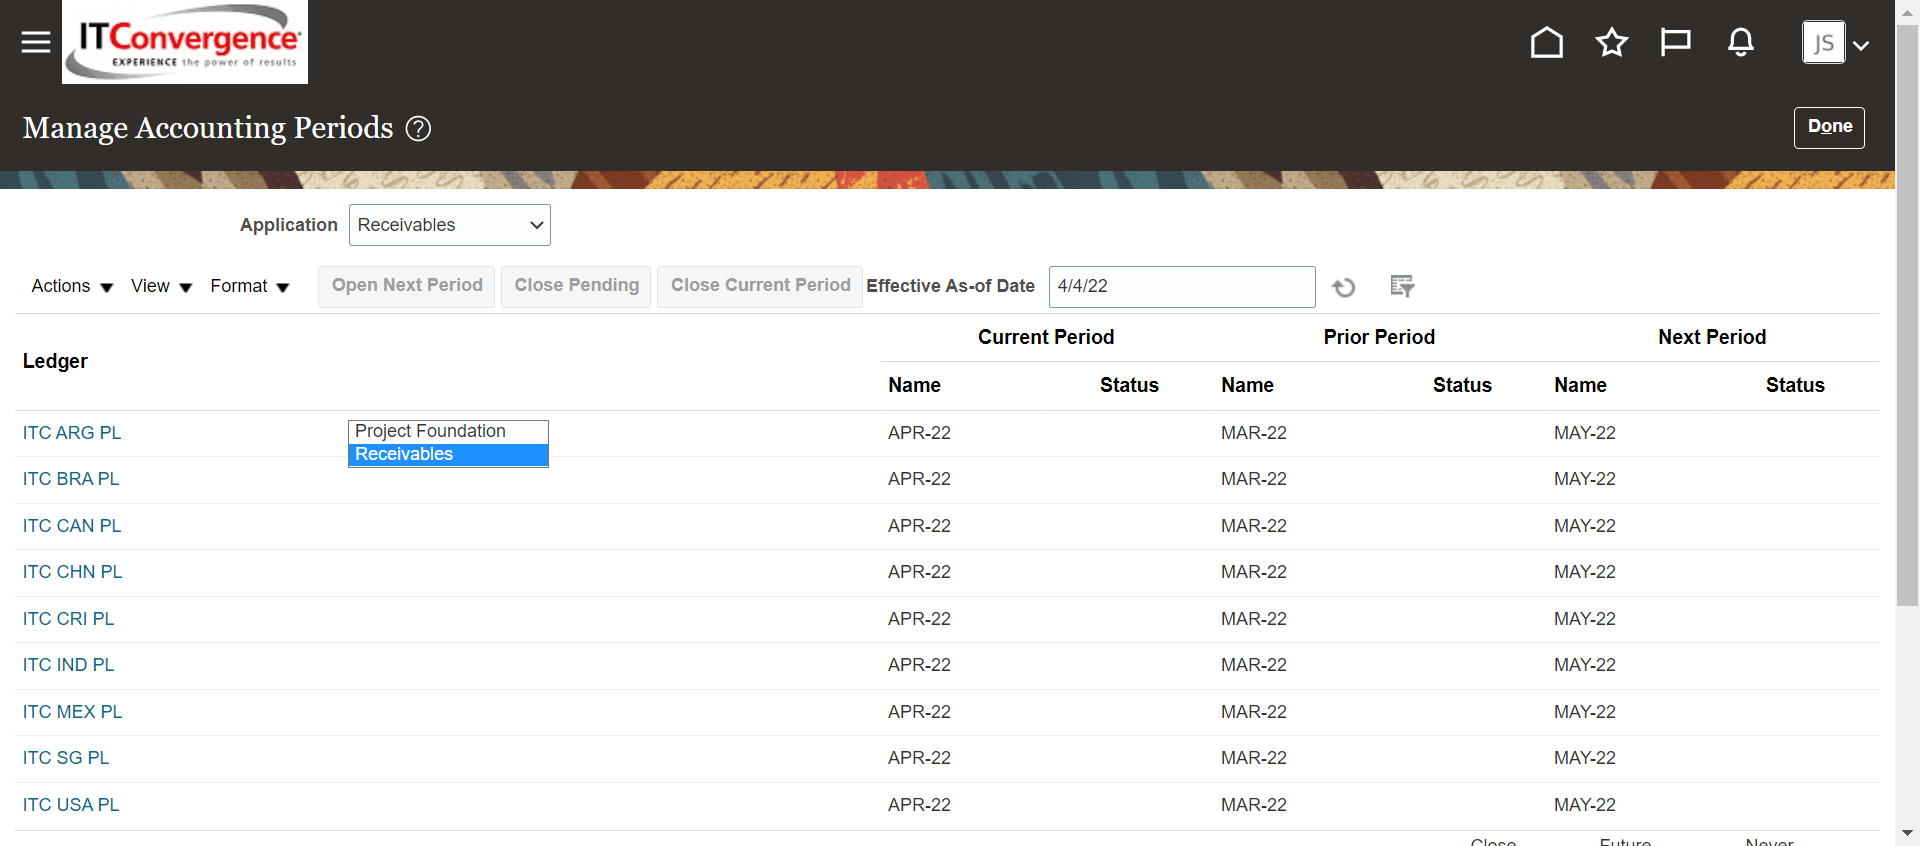 ITConvergence
EXPERIENCE the power of results
JS
Manage Accounting Periods ?
Done
Application Receivables
Actions View Format Open Next Period Close Pending Close Current Period Effective As-of Date 4/4/22
Current Period Prior Period Next Period
Ledger
Name Status Name Status Name Status
ITC ARG PL APR-22 MAR-22 MAY-22
Project Foundation
Receivables
ITC BRA PL APR-22 MAR-22 MAY-22
ITC CAN PL APR-22 MAR-22 MAY-22
ITC CHN PL APR-22 MAR-22 MAY-22
ITC CRI PL APR-22 MAR-22 MAY-22
ITC IND PL APR-22 MAR-22 MAY-22
ITC MEX PL APR-22 MAR-22 MAY-22
ITC SG PL APR-22 MAR-22 MAY-22
ITC USA PL APR-22 MAR-22 MAY-22
Close Future Never